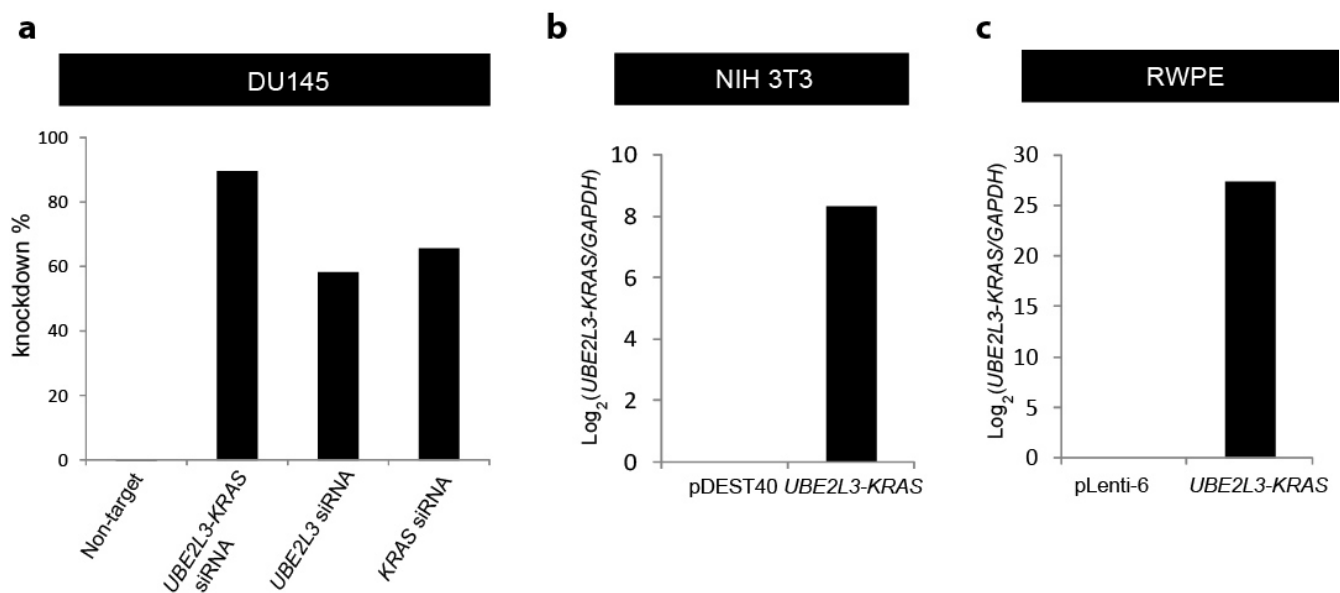 a
DU145
knockdown %
100
80
60
40
20
0
Non-target
UBE2L3-KRAS
siRNA
UBE2L3 siRNA
KRAS siRNA
b
NIH 3T3
Log2(UBE2L3-KRAS/GAPDH)
10
8
6
4
2
0
pDEST40 UBE2L3-KRAS
c
RWPE
Log2(UBE2L3-KRAS/GAPDH)
30
25
20
15
10
5
0
pLenti-6 UBE2L3-KRAS